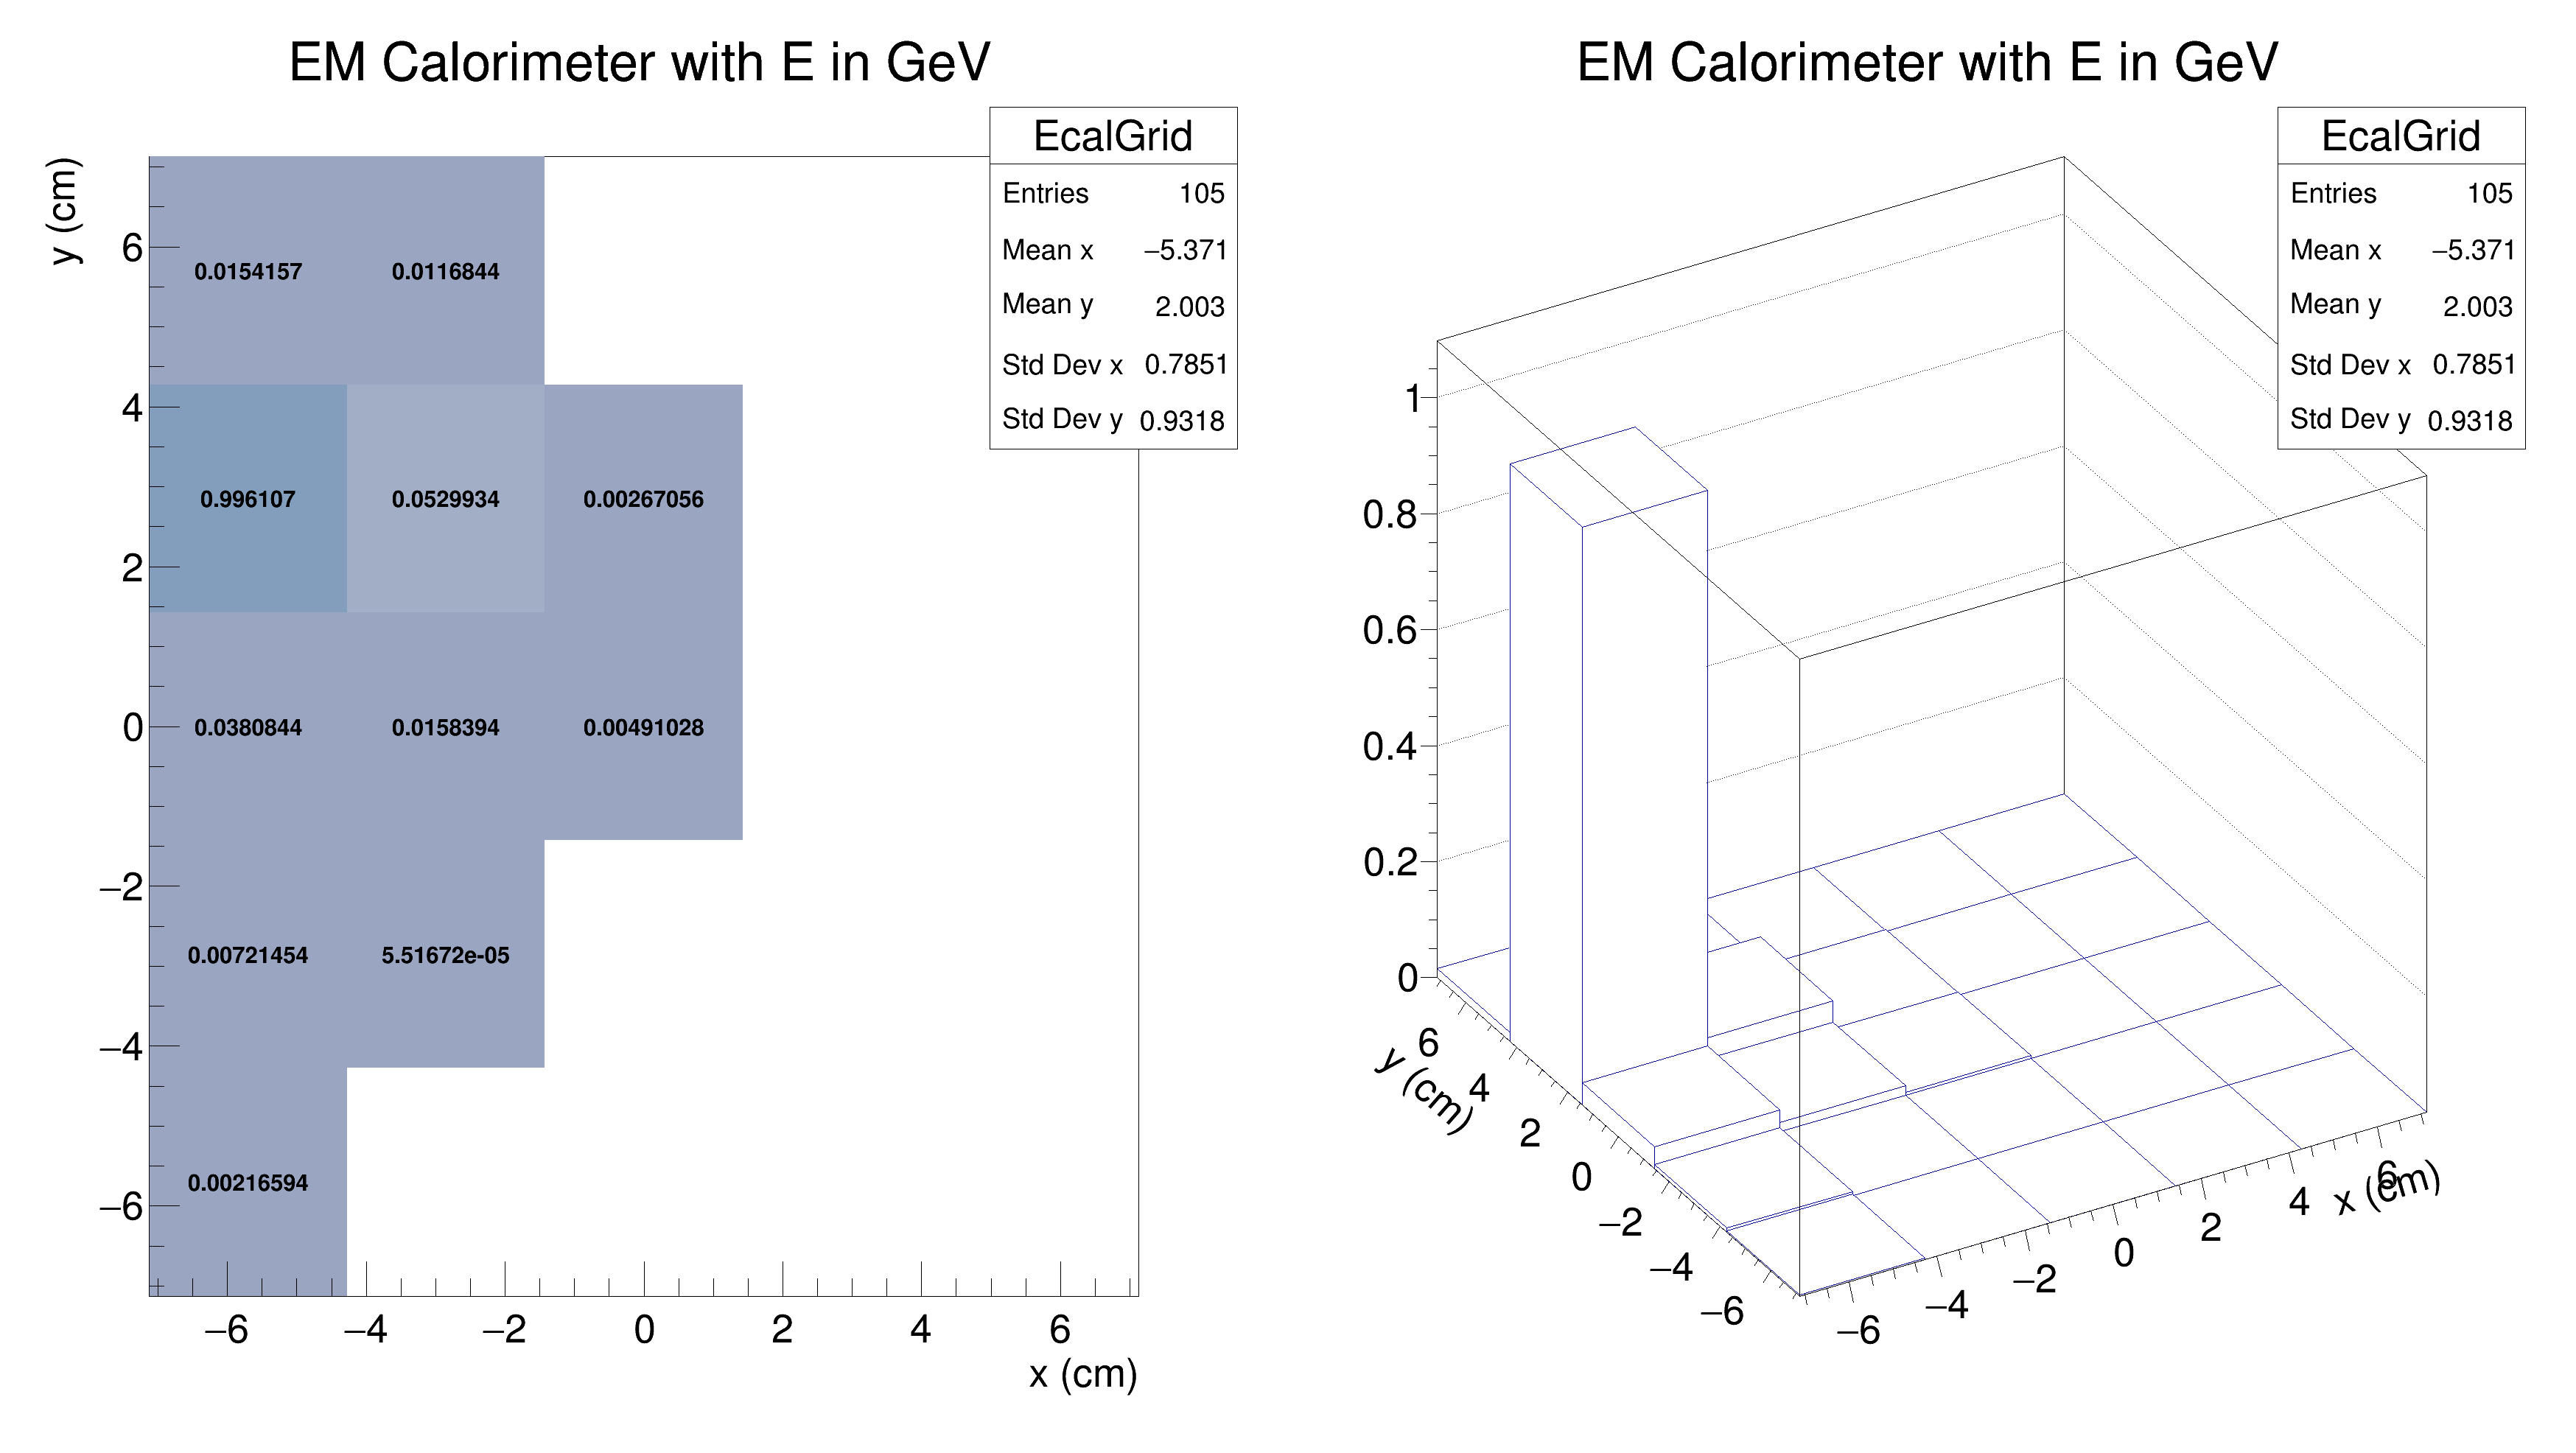 EM Calorimeter with E in GeV
EcalGrid
Entries 105
Mean x −5.371
Mean y 2.003
Std Dev x 0.7851
Std Dev y 0.9318
y (cm)
6
4
2
0
−2
−4
−6
0.0154157 0.0116844
0.996107 0.0529934 0.00267056
0.0380844 0.0158394 0.00491028
0.00721454 5.51672e-05
0.00216594
−6 −4 −2 0 2 4 6
x (cm)
EM Calorimeter with E in GeV
EcalGrid
Entries 105
Mean x −5.371
Mean y 2.003
Std Dev x 0.7851
Std Dev y 0.9318
1
0.8
0.6
0.4
0.2
0
6
4
2
0
−2
−4
−6
y (cm)
−6 −4 −2 0 2 4 6
x (cm)